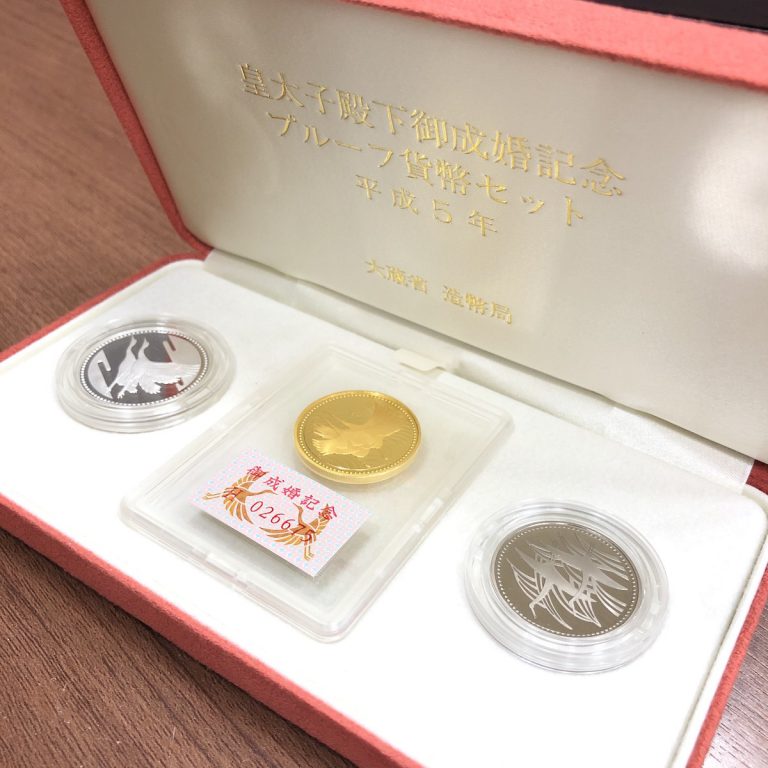 皇太子殿下御成婚記念
プルーフ貨幣セット
平成5年
大蔵省 造幣局
御成婚記念
026675